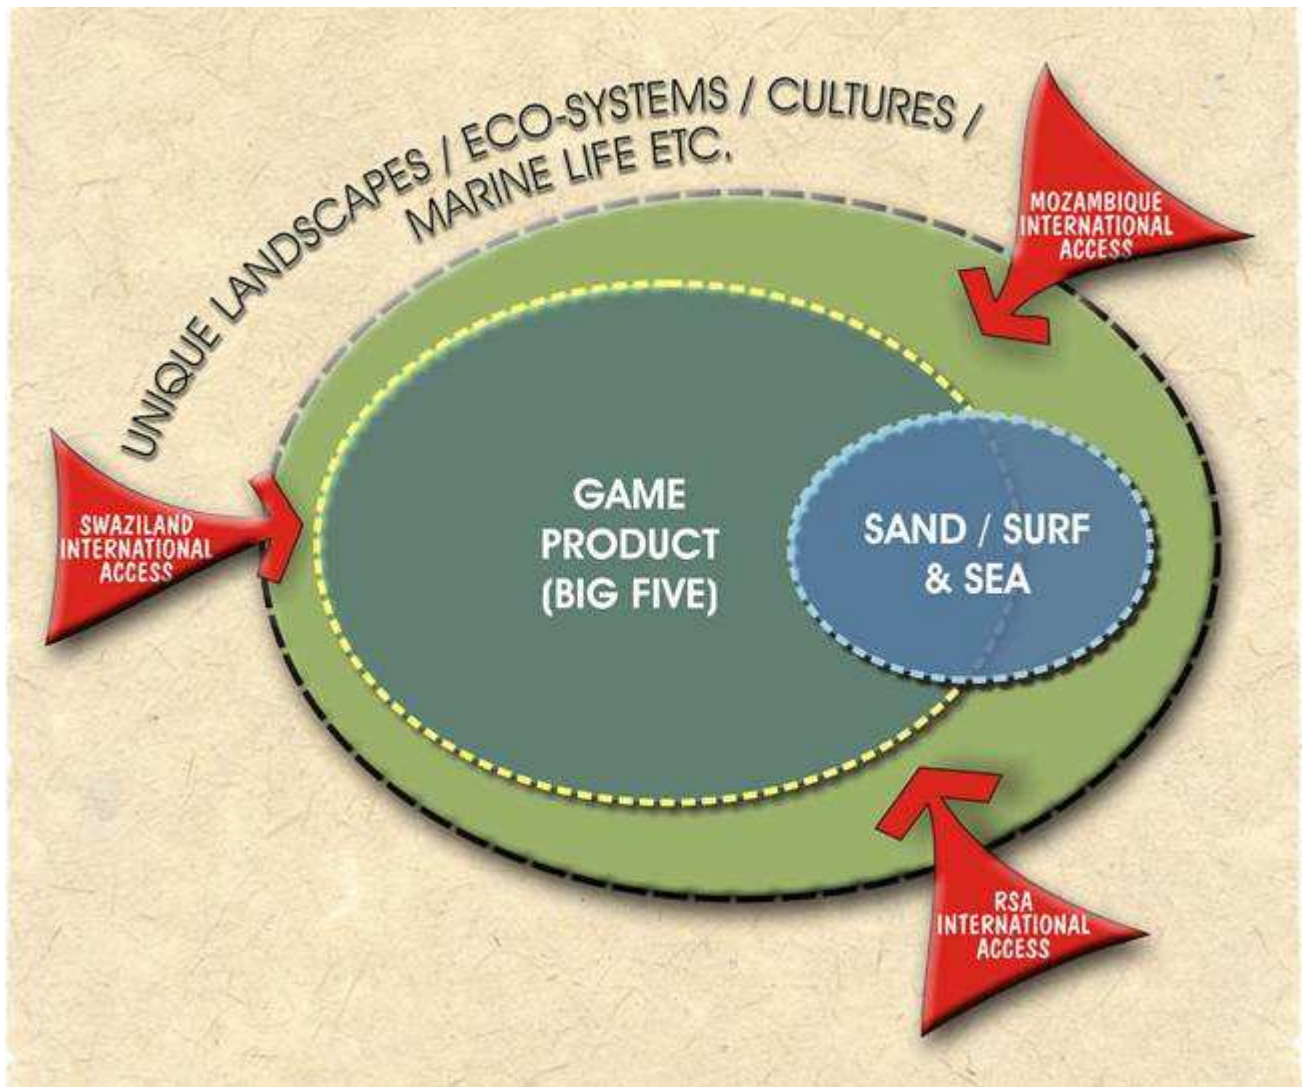 UNIQUE LANDSCAPES / ECO-SYSTEMS / CULTURES /
MARINE LIFE ETC.
MOZAMBIQUE
INTERNATIONAL
ACCESS
SWAZILAND
INTERNATIONAL
ACCESS
GAME
PRODUCT
(BIG FIVE)
SAND / SURF
& SEA
RSA
INTERNATIONAL
ACCESS